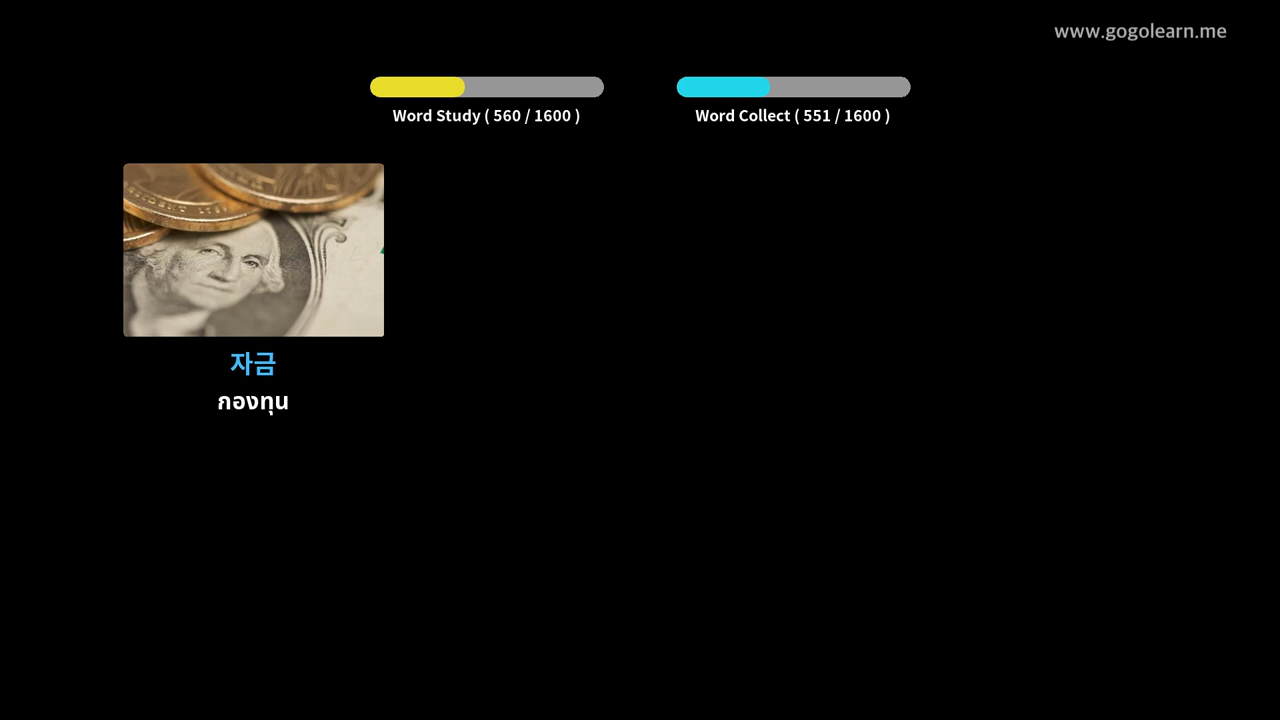 www.gogolearn.me
Word Study ( 560 / 1600 )
Word Collect ( 551 / 1600 )
자금
กองทุน